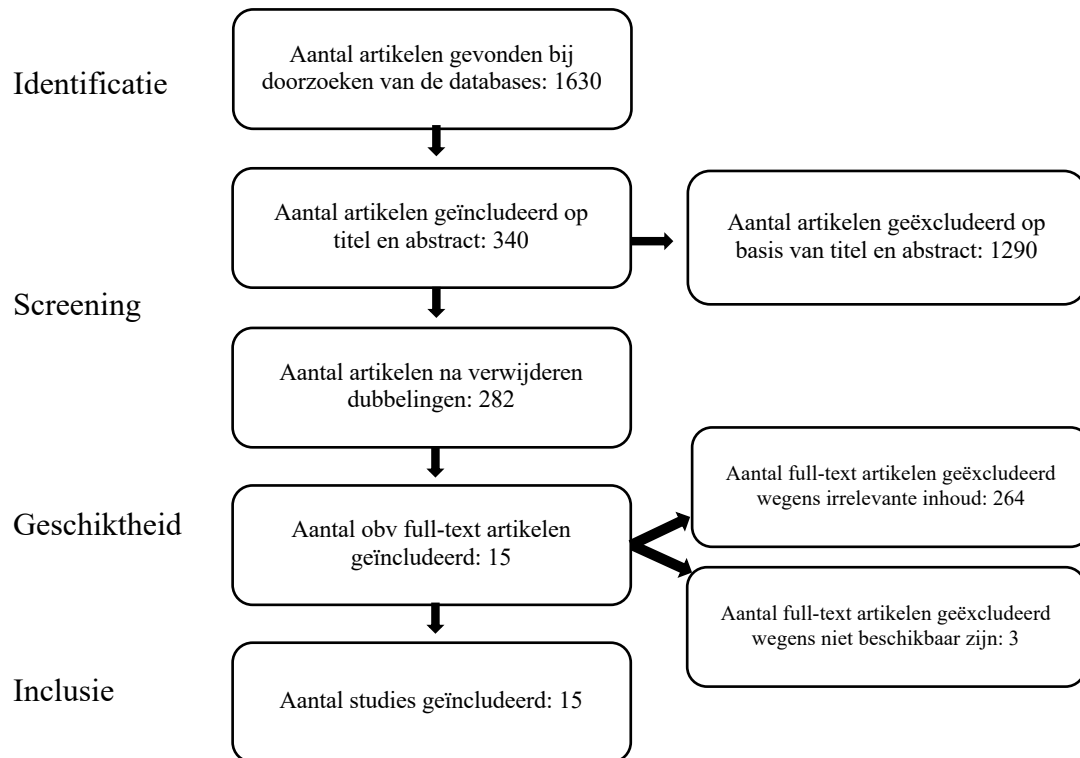 Identificatie
Aantal artikelen gevonden bij
doorzoeken van de databases: 1630
Screening
Aantal artikelen geïncludeerd op
titel en abstract: 340
Aantal artikelen geëxcludeerd op
basis van titel en abstract: 1290
Aantal artikelen na verwijderen
dubbelingen: 282
Geschiktheid
Aantal obv full-text artikelen
geïncludeerd: 15
Aantal full-text artikelen geëxcludeerd
wegens irrelevante inhoud: 264
Aantal full-text artikelen geëxcludeerd
wegens niet beschikbaar zijn: 3
Inclusie
Aantal studies geïncludeerd: 15